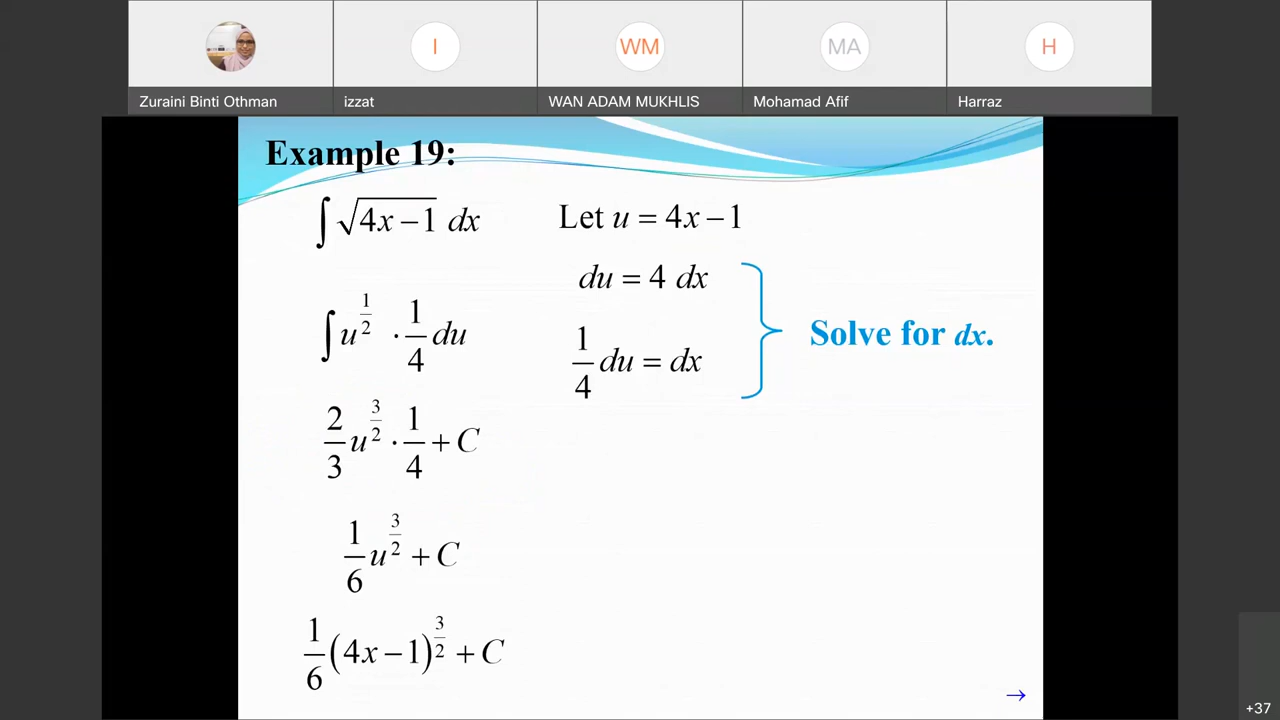 I
WM
MA
H
Zuraini Binti Othman
izzat
WAN ADAM MUKHLIS
Mohamad Afif
Harraz
Example 19:
∫ √(4x − 1) dx
Let u = 4x − 1
du = 4 dx
∫ u^(1/2) · 1/4 du
1/4 du = dx
Solve for dx.
2/3 u^(3/2) · 1/4 + C
1/6 u^(3/2) + C
1/6 (4x − 1)^(3/2) + C
→
+37